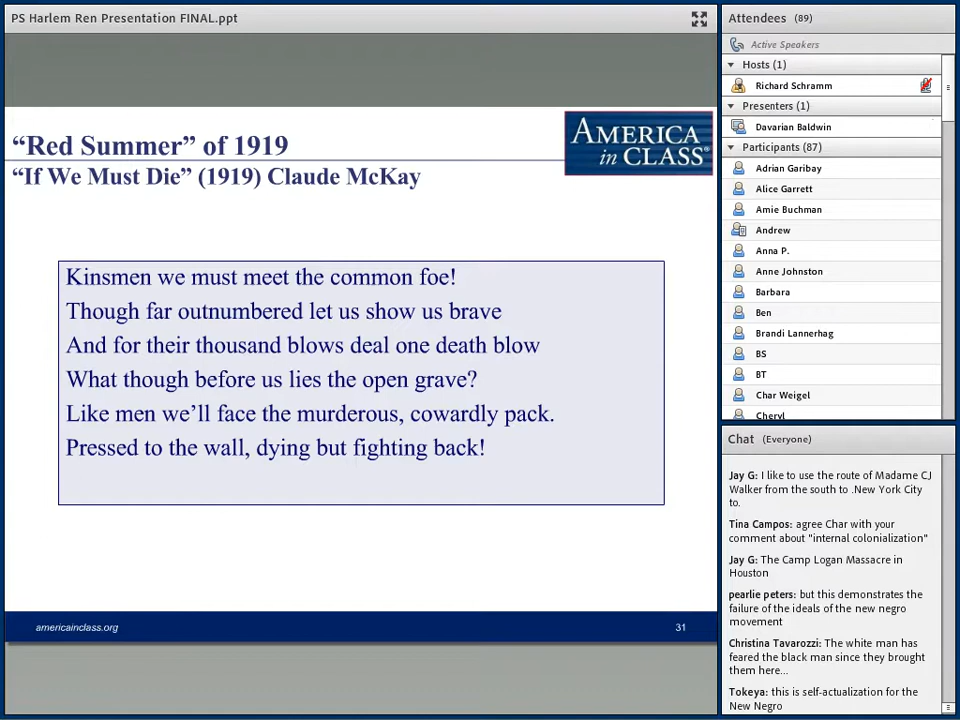 PS Harlem Ren Presentation FINAL.ppt
“Red Summer” of 1919
“If We Must Die” (1919) Claude McKay
AMERICA
in CLASS®
Kinsmen we must meet the common foe!
Though far outnumbered let us show us brave
And for their thousand blows deal one death blow
What though before us lies the open grave?
Like men we’ll face the murderous, cowardly pack.
Pressed to the wall, dying but fighting back!
americainclass.org
31
Attendees (89)
Active Speakers
Hosts (1)
Richard Schramm
Presenters (1)
Davarian Baldwin
Participants (87)
Adrian Garibay
Alice Garrett
Amie Buchman
Andrew
Anna P.
Anne Johnston
Barbara
Ben
Brandi Lannerhag
BS
BT
Char Weigel
Cheryl
Chat (Everyone)
Jay G: I like to use the route of Madame CJ
Walker from the south to .New York City
to.
Tina Campos: agree Char with your
comment about "internal colonialization"
Jay G: The Camp Logan Massacre in
Houston
pearlie peters: but this demonstrates the
failure of the ideals of the new negro
movement
Christina Tavarozzi: The white man has
feared the black man since they brought
them here...
Tokeya: this is self-actualization for the
New Negro